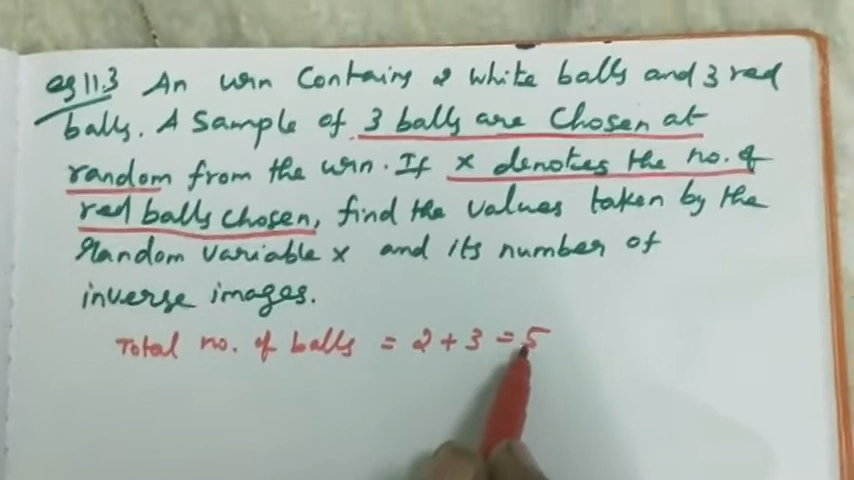 eg 11.3 An urn Contains 2 white balls and 3 red
balls. A Sample of 3 balls are Chosen at
random from the urn. If x denotes the no. of
red balls chosen, find the values taken by the
Random variable x and its number of
inverse images.
Total no. of balls = 2 + 3 = 5